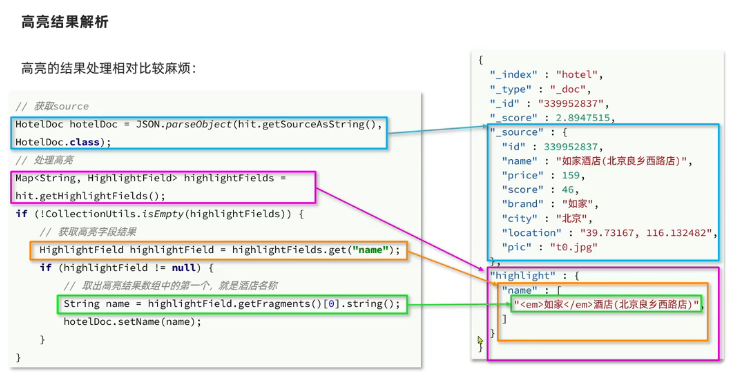 高亮结果解析
高亮的结果处理相对比较麻烦：
// 获取source
HotelDoc hotelDoc = JSON.parseObject(hit.getSourceAsString(),
HotelDoc.class);
// 处理高亮
Map<String, HighlightField> highlightFields =
hit.getHighlightFields();
if (!CollectionUtils.isEmpty(highlightFields)) {
// 获取高亮字段结果
HighlightField highlightField = highlightFields.get("name");
if (highlightField != null) {
// 取出高亮结果数组中的第一个，就是酒店名称
String name = highlightField.getFragments()[0].string();
hotelDoc.setName(name);
}
}
{
"_index" : "hotel",
"_type" : "_doc",
"_id" : "339952837",
"_score" : 2.8947515,
"_source" : {
"id" : 339952837,
"name" : "如家酒店(北京良乡西路店)",
"price" : 159,
"score" : 46,
"brand" : "如家",
"city" : "北京",
"location" : "39.73167, 116.132482",
"pic" : "t0.jpg"
},
"highlight" : {
"name" : [
"<em>如家</em>酒店(北京良乡西路店)",
]
}
}